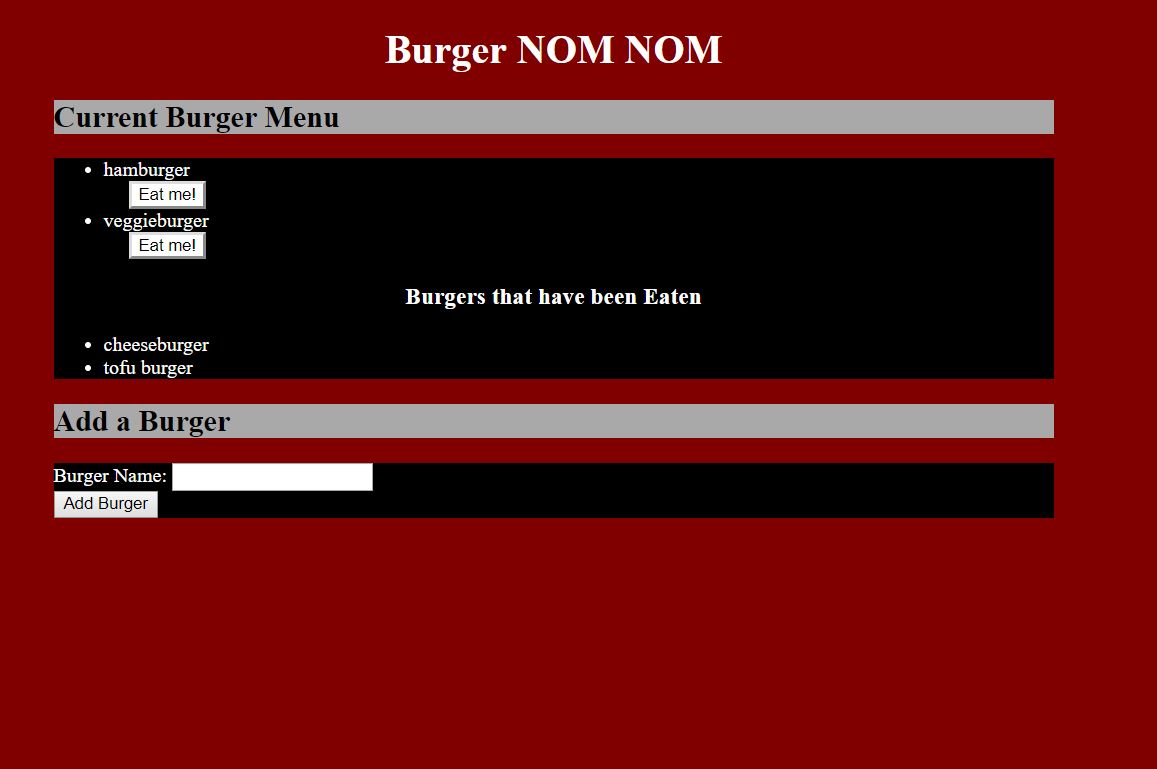 Burger NOM NOM
Current Burger Menu
hamburger
Eat me!
veggieburger
Eat me!
Burgers that have been Eaten
cheeseburger
tofu burger
Add a Burger
Burger Name:
Add Burger